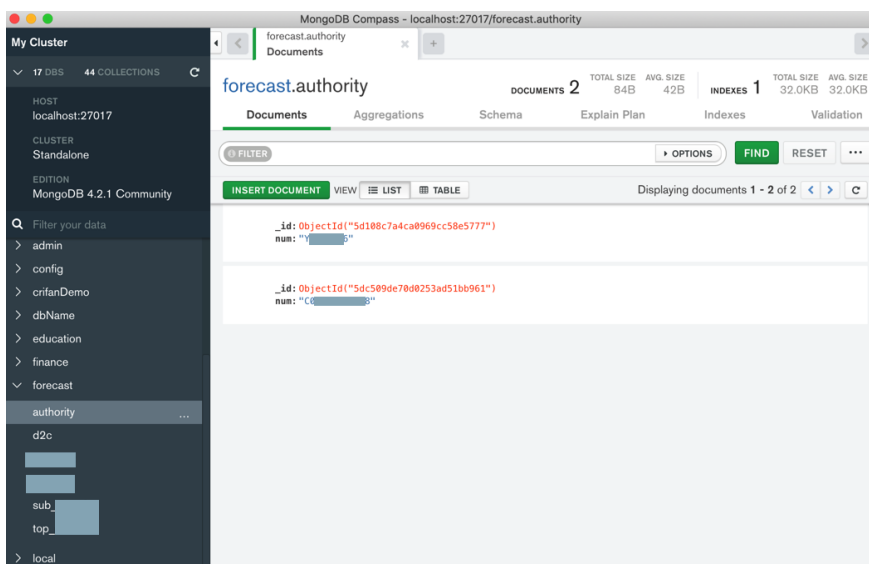 MongoDB Compass - localhost:27017/forecast.authority
My Cluster
17 DBS 44 COLLECTIONS
HOST
localhost:27017
CLUSTER
Standalone
EDITION
MongoDB 4.2.1 Community
Filter your data
admin
config
crifanDemo
dbName
education
finance
forecast
authority ...
d2c
sub_
top_
local
forecast.authority
Documents
forecast.authority
DOCUMENTS 2 TOTAL SIZE 84B AVG. SIZE 42B INDEXES 1 TOTAL SIZE 32.0KB AVG. SIZE 32.0KB
Documents Aggregations Schema Explain Plan Indexes Validation
FILTER OPTIONS FIND RESET ...
INSERT DOCUMENT VIEW LIST TABLE Displaying documents 1 - 2 of 2
_id: ObjectId("5d108c7a4ca0969cc58e5777")
num: "Y 6"
_id: ObjectId("5dc509de70d0253ad51bb961")
num: "C0 8"